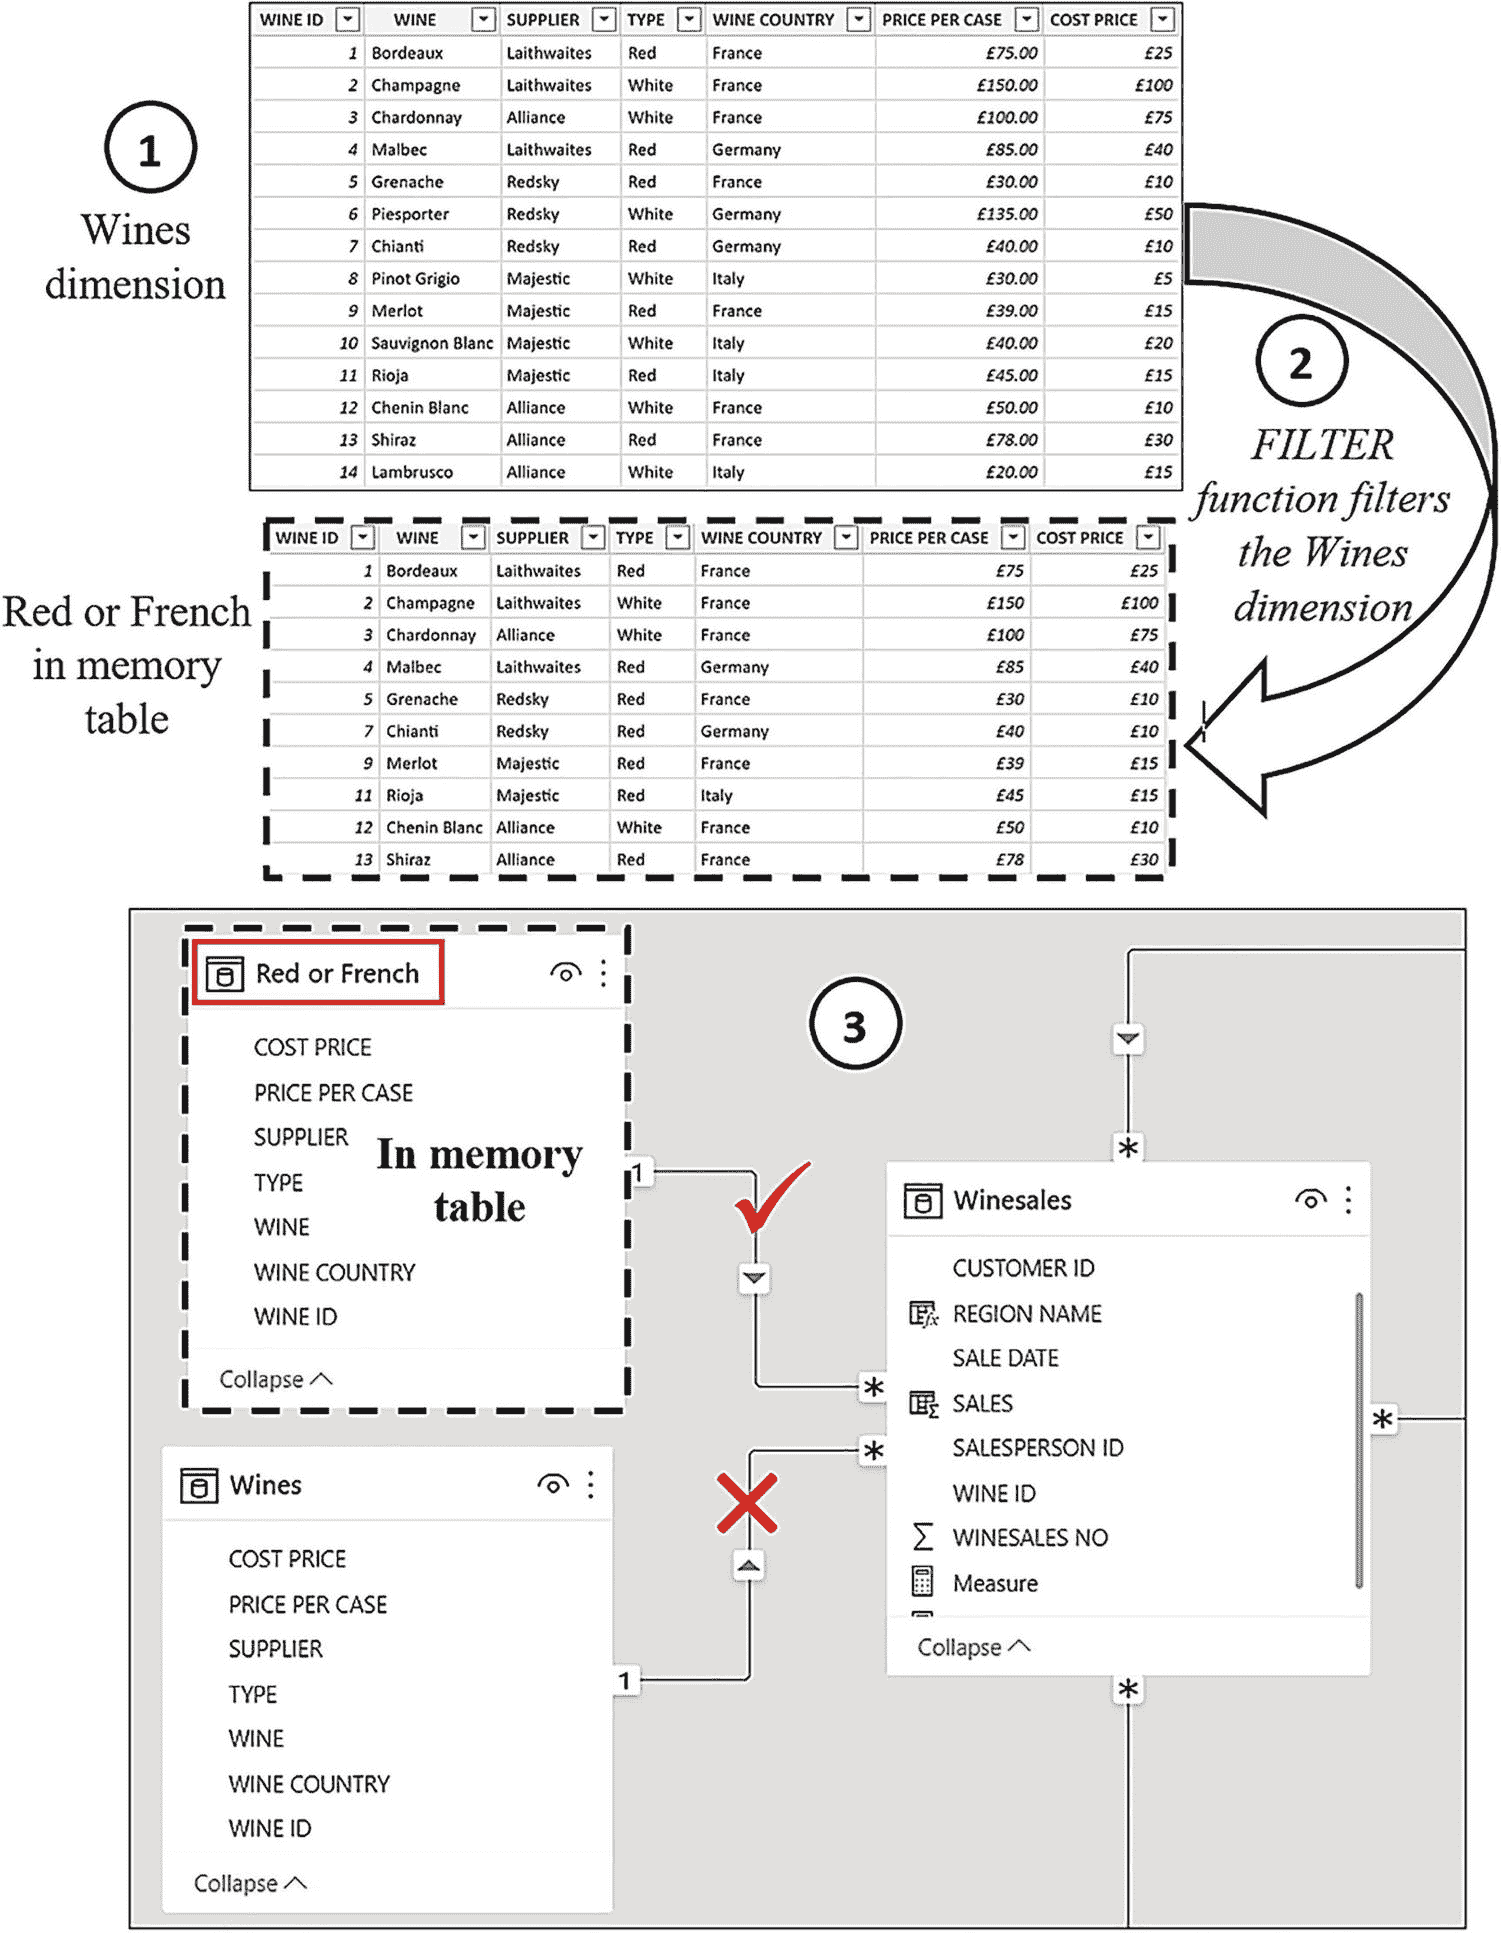 WINE ID WINE SUPPLIER TYPE WINE COUNTRY PRICE PER CASE COST PRICE
1 Bordeaux Laithwaites Red France £75.00 £25
2 Champagne Laithwaites White France £150.00 £100
3 Chardonnay Alliance White France £100.00 £75
4 Malbec Laithwaites Red Germany £85.00 £40
5 Grenache Redsky Red France £30.00 £10
6 Piesporter Redsky White Germany £135.00 £50
7 Chianti Redsky Red Germany £40.00 £10
8 Pinot Grigio Majestic White Italy £30.00 £5
9 Merlot Majestic Red France £39.00 £15
10 Sauvignon Blanc Majestic White Italy £40.00 £20
11 Rioja Majestic Red Italy £45.00 £15
12 Chenin Blanc Alliance White France £50.00 £10
13 Shiraz Alliance Red France £78.00 £30
14 Lambrusco Alliance White Italy £20.00 £15
1
Wines
dimension
2
FILTER
function filters
the Wines
dimension
Red or French
in memory
table
WINE ID WINE SUPPLIER TYPE WINE COUNTRY PRICE PER CASE COST PRICE
1 Bordeaux Laithwaites Red France £75 £25
2 Champagne Laithwaites White France £150 £100
3 Chardonnay Alliance White France £100 £75
4 Malbec Laithwaites Red Germany £85 £40
5 Grenache Redsky Red France £30 £10
7 Chianti Redsky Red Germany £40 £10
9 Merlot Majestic Red France £39 £15
11 Rioja Majestic Red Italy £45 £15
12 Chenin Blanc Alliance White France £50 £10
13 Shiraz Alliance Red France £78 £30
3
Red or French
COST PRICE
PRICE PER CASE
SUPPLIER
TYPE
WINE
WINE COUNTRY
WINE ID
Collapse
In memory
table
1
*
*
*
*
*
1
Winesales
CUSTOMER ID
REGION NAME
SALE DATE
SALES
SALESPERSON ID
WINE ID
WINESALES NO
Measure
Collapse
Wines
COST PRICE
PRICE PER CASE
SUPPLIER
TYPE
WINE
WINE COUNTRY
WINE ID
Collapse